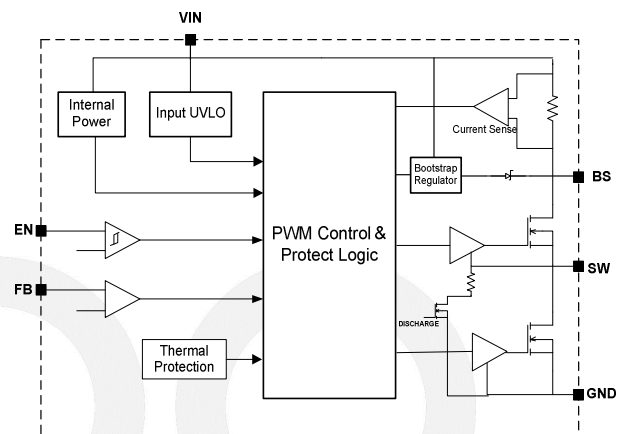 VIN
Internal
Power
Input UVLO
Current Sense
Bootstrap
Regulator
BS
EN
PWM Control &
Protect Logic
SW
FB
DISCHARGE
Thermal
Protection
GND